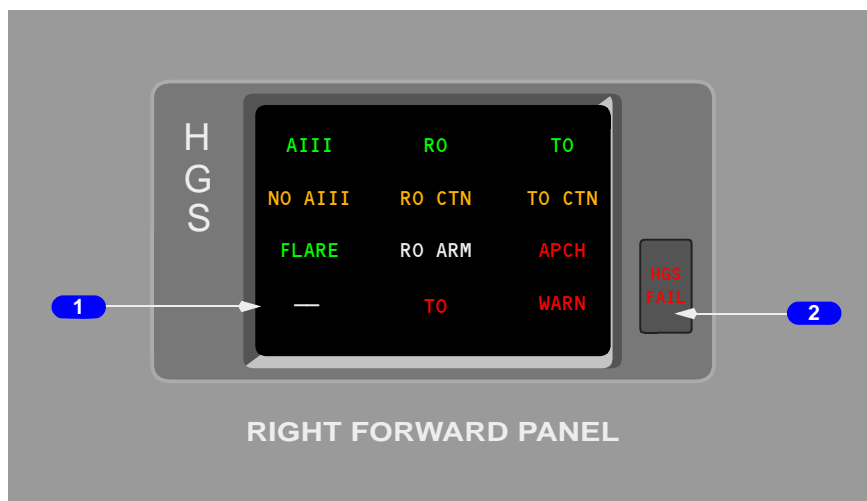 H
G
S
AIII RO TO
NO AIII RO CTN TO CTN
FLARE RO ARM APCH
— TO WARN
HGS
FAIL
1
2
RIGHT FORWARD PANEL